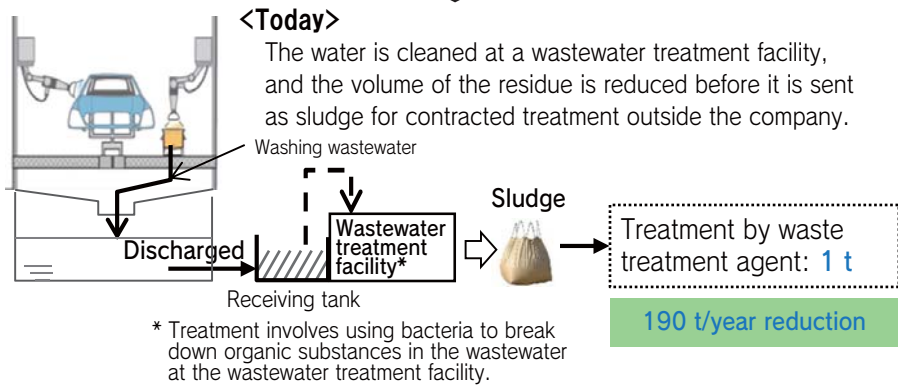 <Today>
The water is cleaned at a wastewater treatment facility,
and the volume of the residue is reduced before it is sent
as sludge for contracted treatment outside the company.
Washing wastewater
Sludge
Discharged
Wastewater
treatment
facility*
Treatment by waste
treatment agent: 1 t
Receiving tank
190 t/year reduction
* Treatment involves using bacteria to break
down organic substances in the wastewater
at the wastewater treatment facility.